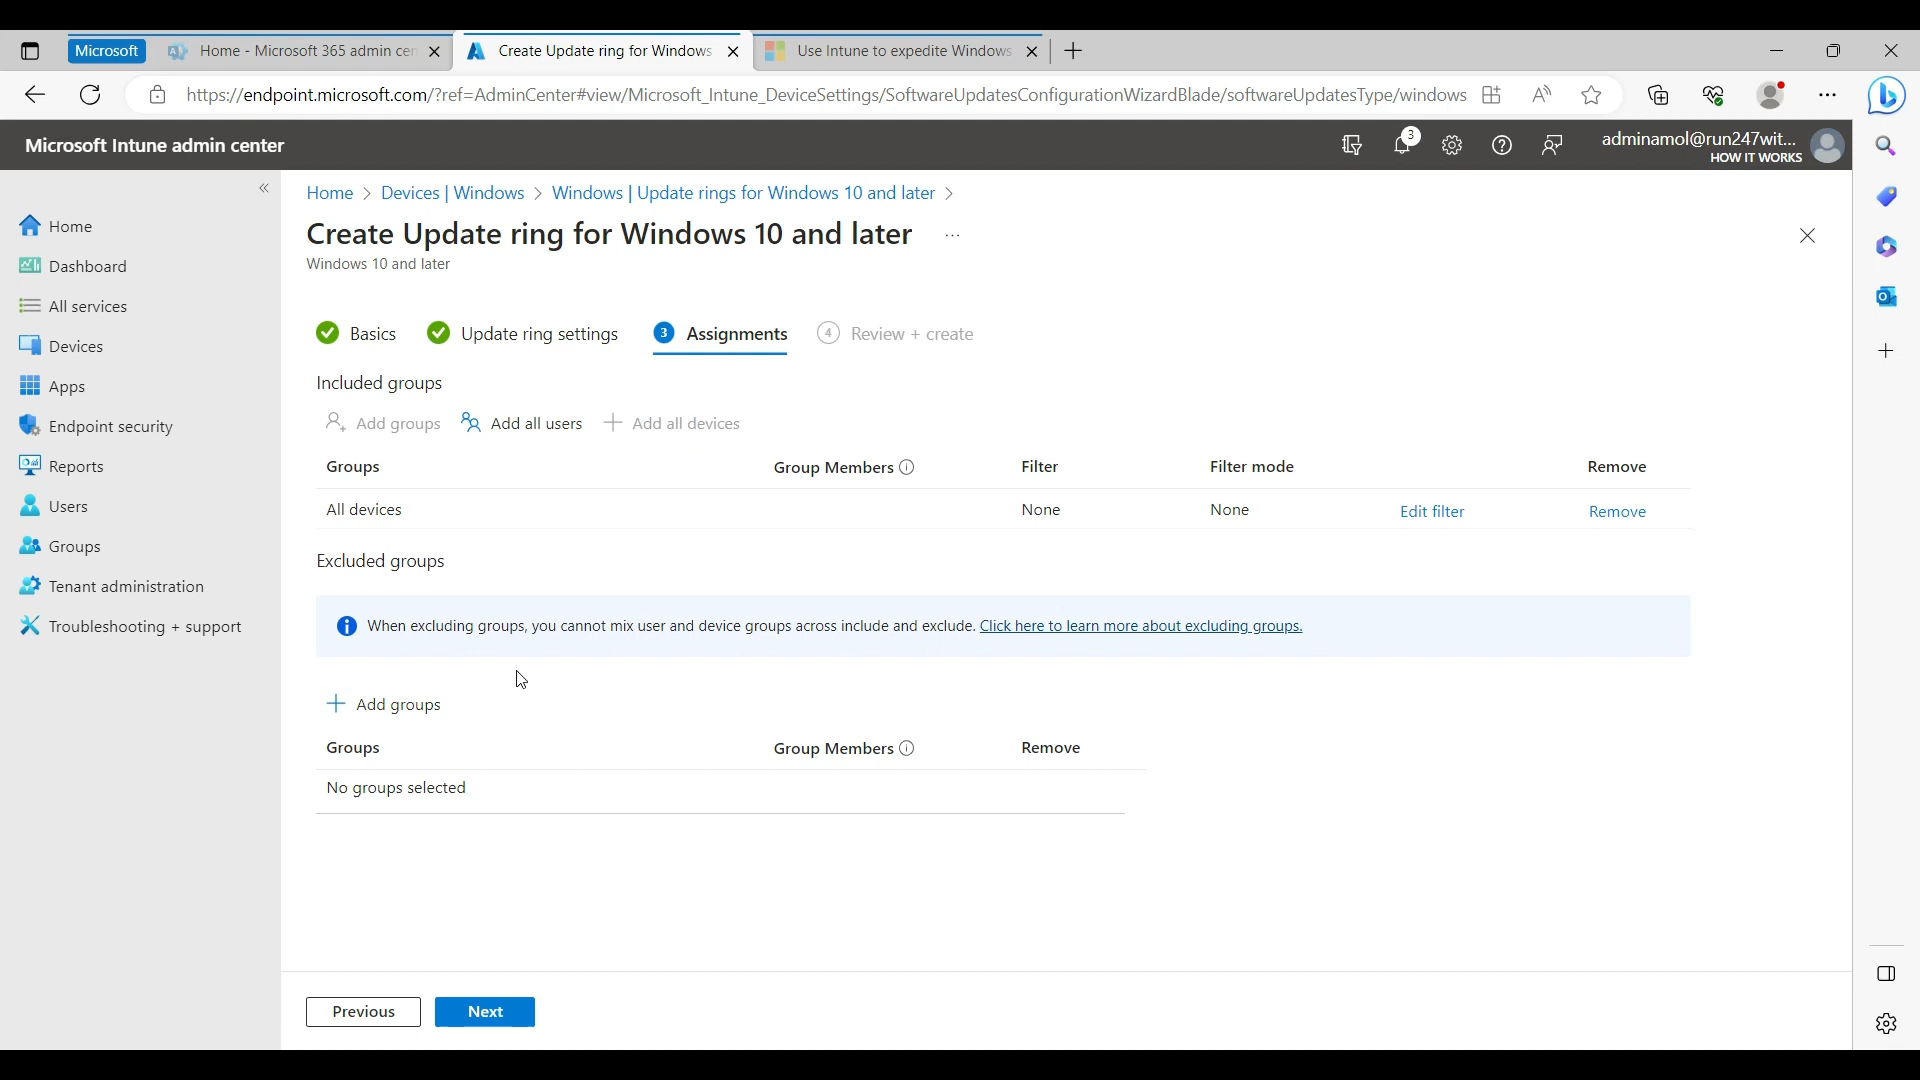 Microsoft
Home - Microsoft 365 admin cen
Create Update ring for Windows
Use Intune to expedite Windows
https://endpoint.microsoft.com/?ref=AdminCenter#view/Microsoft_Intune_DeviceSettings/SoftwareUpdatesConfigurationWizardBlade/softwareUpdatesType/windows
Microsoft Intune admin center
3
adminamol@run247wit...
HOW IT WORKS
Home
Dashboard
All services
Devices
Apps
Endpoint security
Reports
Users
Groups
Tenant administration
Troubleshooting + support
Home > Devices | Windows > Windows | Update rings for Windows 10 and later >
Create Update ring for Windows 10 and later ...
Windows 10 and later
Basics Update ring settings 3 Assignments 4 Review + create
Included groups
Add groups Add all users Add all devices
Groups Group Members Filter Filter mode Remove
All devices None None Edit filter Remove
Excluded groups
When excluding groups, you cannot mix user and device groups across include and exclude. Click here to learn more about excluding groups.
Add groups
Groups Group Members Remove
No groups selected
Previous Next